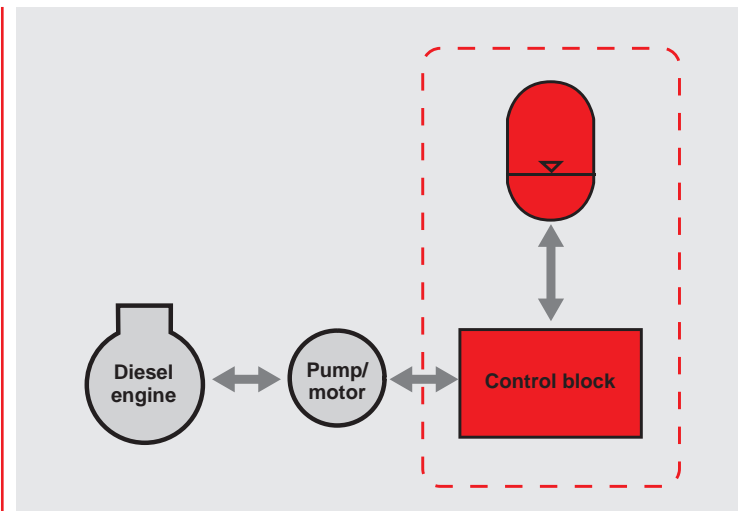 Diesel
engine
Pump/
motor
Control block